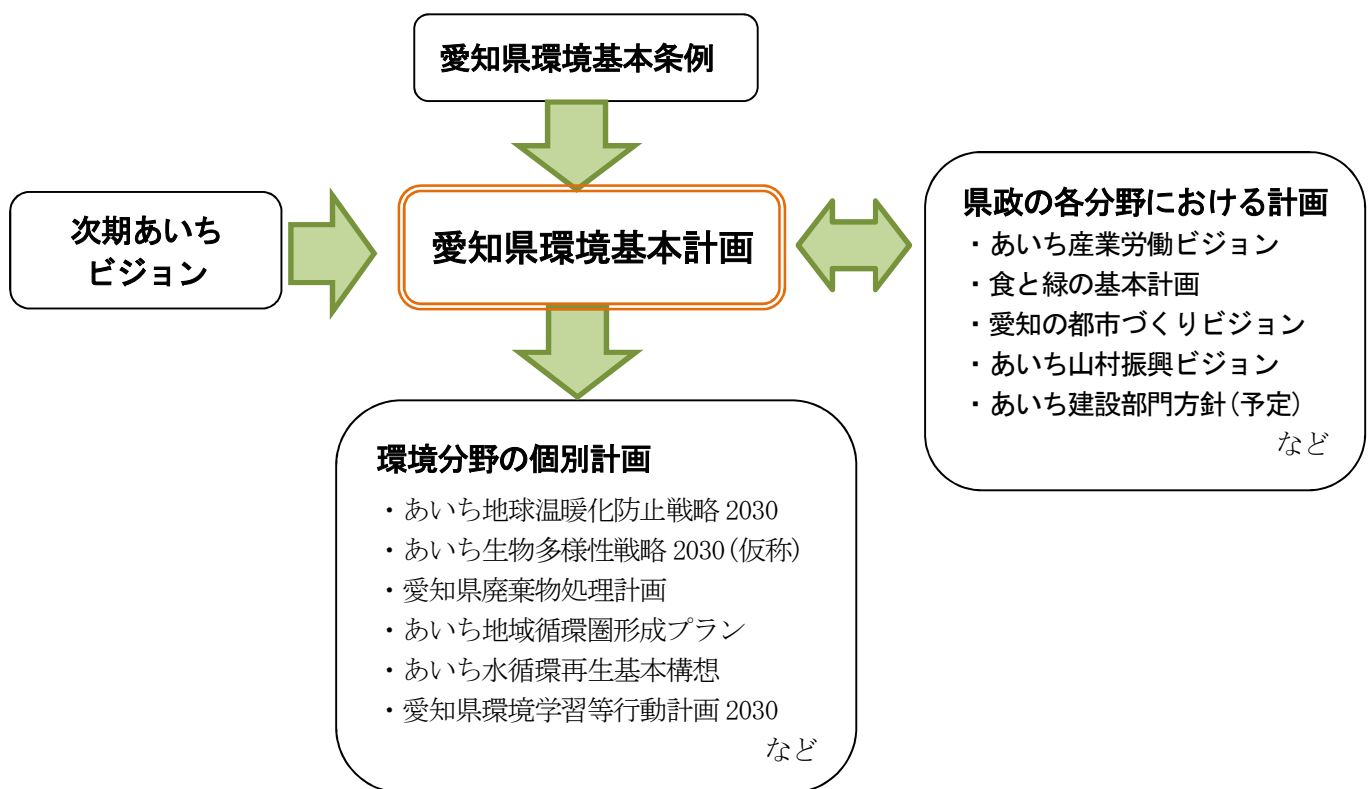 愛知県環境基本条例
次期あいち
ビジョン
愛知県環境基本計画
県政の各分野における計画
・あいち産業労働ビジョン
・食と緑の基本計画
・愛知の都市づくりビジョン
・あいち山村振興ビジョン
・あいち建設部門方針(予定)
など
環境分野の個別計画
・あいち地球温暖化防止戦略 2030
・あいち生物多様性戦略 2030(仮称)
・愛知県廃棄物処理計画
・あいち地域循環圏形成プラン
・あいち水循環再生基本構想
・愛知県環境学習等行動計画 2030
など